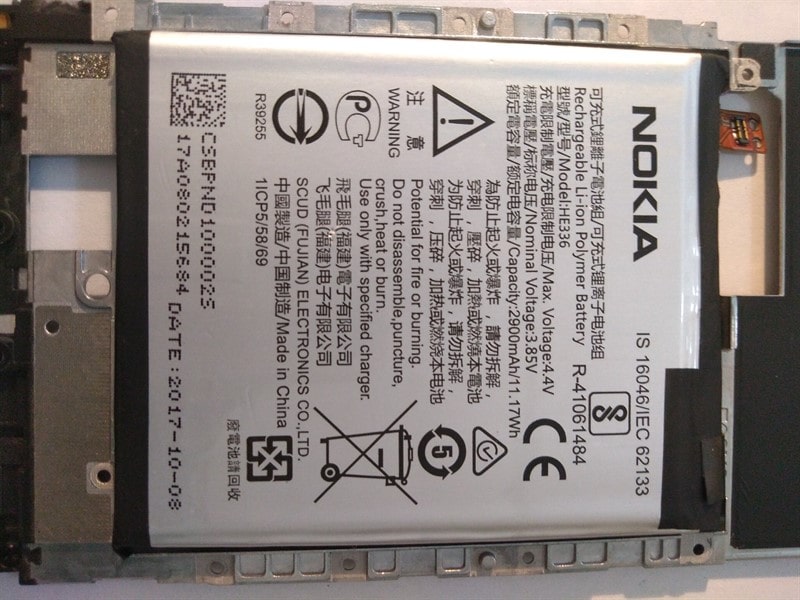 NOKIA
IS 16046/IEC 62133
可充式鋰離子電池組/可充式锂离子电池组
Rechargeable Li-ion Polymer Battery
R-41061484
型號/型号/Model:HE336
充電限制電壓/充电限制电压/Max. Voltage:4.4V
標稱電壓/标称电压/Nominal Voltage:3.85V
額定電容量/额定电容量/Capacity:2900mAh/11.17Wh
注 意
WARNING
為防止起火或爆炸，請勿拆解，
穿刺，壓碎，加熱或燃燒本電池
为防止起火或爆炸，请勿拆解，
穿刺，压碎，加热或燃烧本电池
Potential for fire or burning.
Do not disassemble,puncture,
crush,heat or burn.
Use only with specified charger.
飛毛腿(福建)電子有限公司
飞毛腿(福建)电子有限公司
SCUD (FUJIAN) ELECTRONICS CO.,LTD.
中國製造/中国制造/Made in China
1ICP5/58/69
CE
5
PCT
R39255
廢電池請回收
CSBPND1000025
17A080215684 DATE:2017-10-08